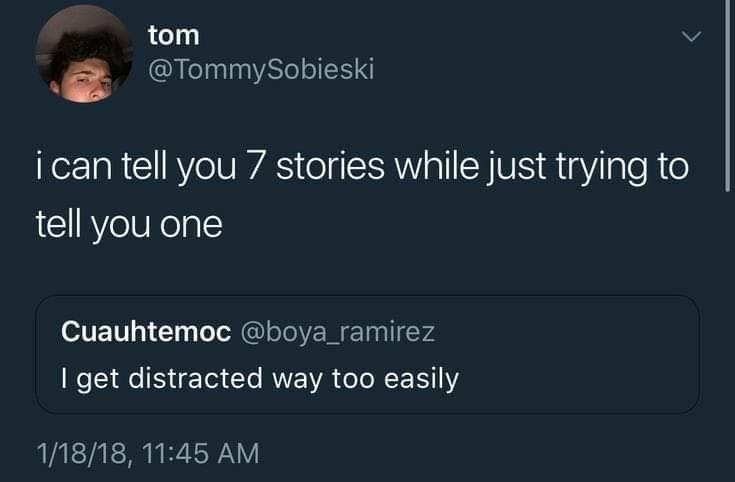 tom
@TommySobieski
i can tell you 7 stories while just trying to
tell you one
Cuauhtemoc @boya_ramirez
I get distracted way too easily
1/18/18, 11:45 AM